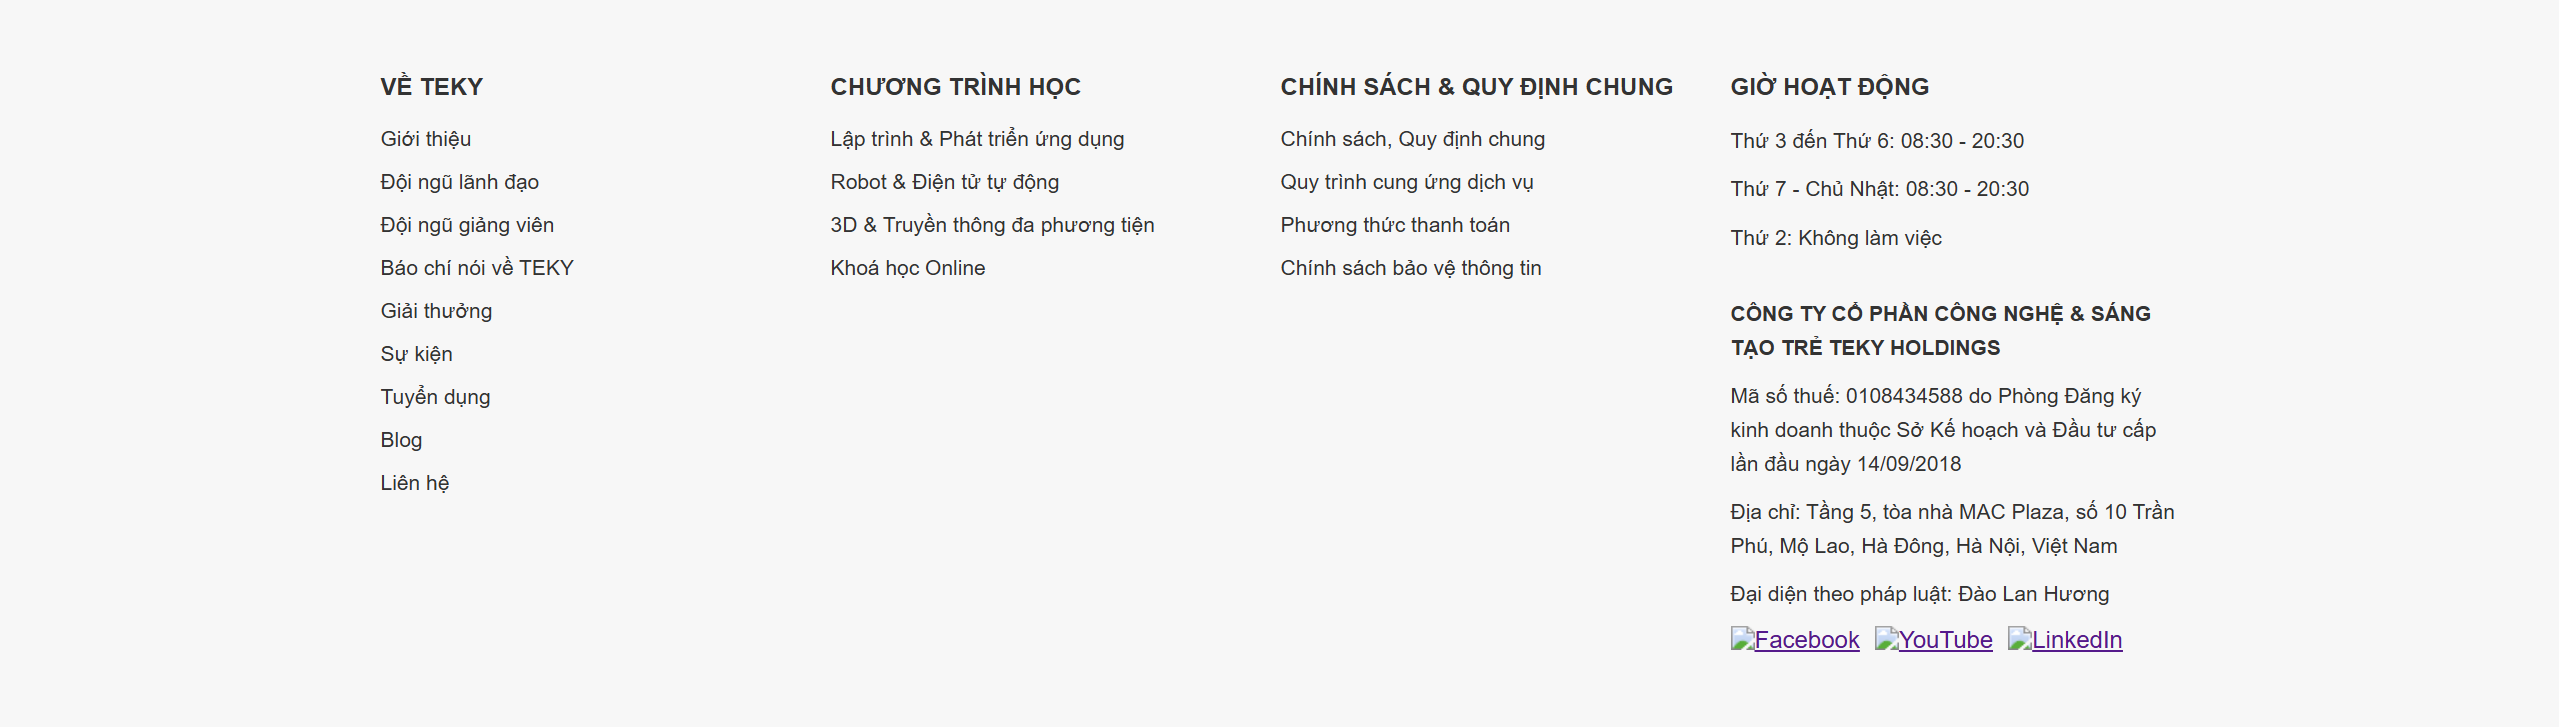 VỀ TEKY
Giới thiệu
Đội ngũ lãnh đạo
Đội ngũ giảng viên
Báo chí nói về TEKY
Giải thưởng
Sự kiện
Tuyển dụng
Blog
Liên hệ
CHƯƠNG TRÌNH HỌC
Lập trình & Phát triển ứng dụng
Robot & Điện tử tự động
3D & Truyền thông đa phương tiện
Khoá học Online
CHÍNH SÁCH & QUY ĐỊNH CHUNG
Chính sách, Quy định chung
Quy trình cung ứng dịch vụ
Phương thức thanh toán
Chính sách bảo vệ thông tin
GIỜ HOẠT ĐỘNG
Thứ 3 đến Thứ 6: 08:30 - 20:30
Thứ 7 - Chủ Nhật: 08:30 - 20:30
Thứ 2: Không làm việc
CÔNG TY CỔ PHẦN CÔNG NGHỆ & SÁNG
TẠO TRẺ TEKY HOLDINGS
Mã số thuế: 0108434588 do Phòng Đăng ký
kinh doanh thuộc Sở Kế hoạch và Đầu tư cấp
lần đầu ngày 14/09/2018
Địa chỉ: Tầng 5, tòa nhà MAC Plaza, số 10 Trần
Phú, Mộ Lao, Hà Đông, Hà Nội, Việt Nam
Đại diện theo pháp luật: Đào Lan Hương
Facebook YouTube LinkedIn